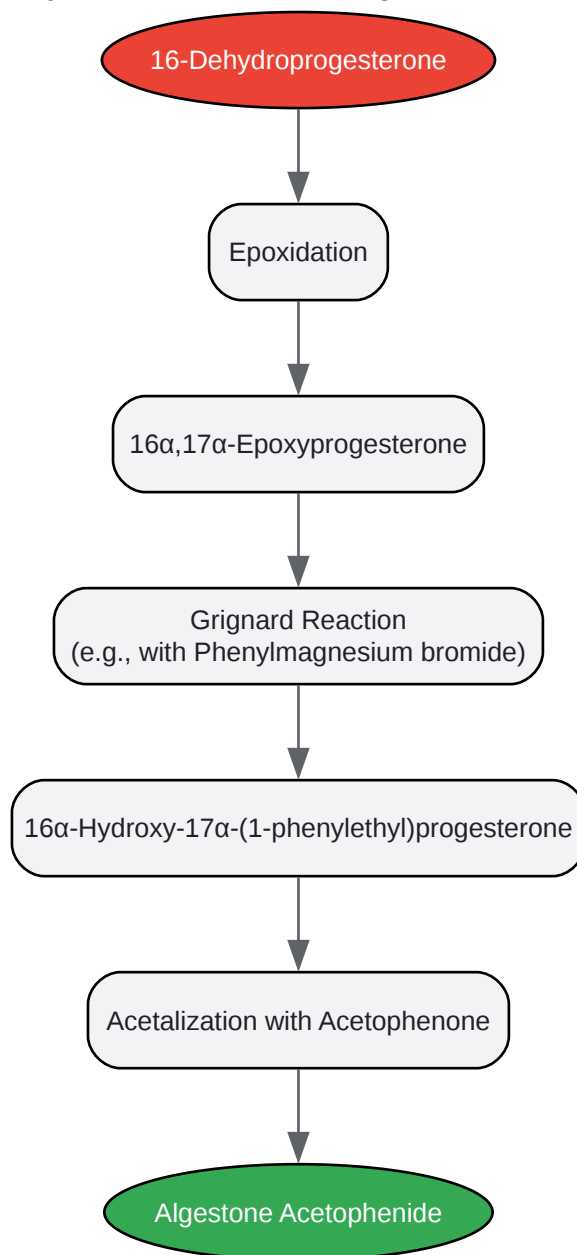 16-Dehydroprogesterone
Epoxidation
16α,17α-Epoxyprogesterone
Grignard Reaction
(e.g., with Phenylmagnesium bromide)
16α-Hydroxy-17α-(1-phenylethyl)progesterone
Acetalization with Acetophenone
Algestone Acetophenide